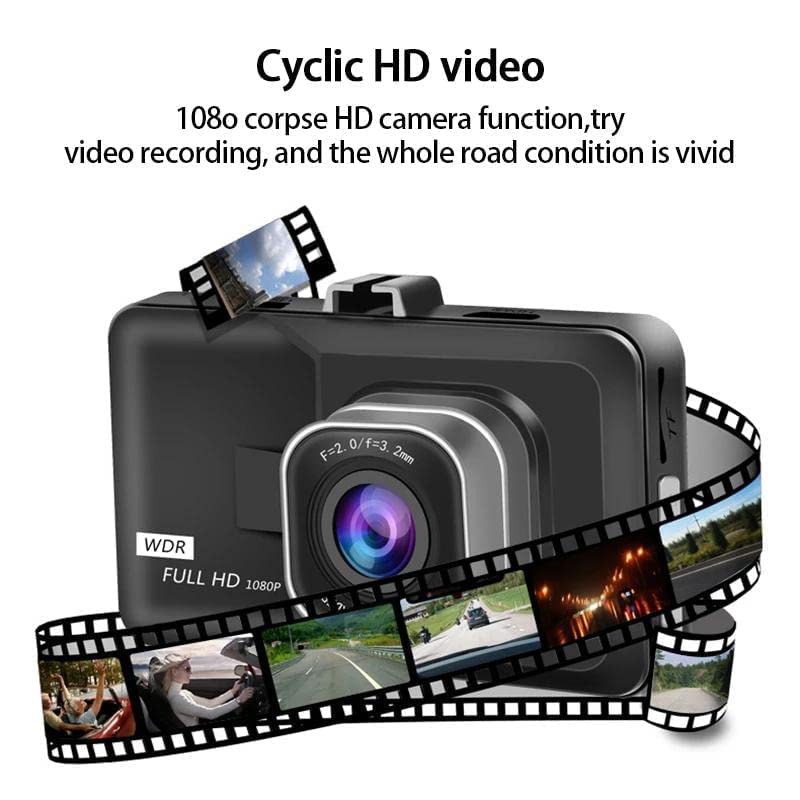 Cyclic HD video
108o corpse HD camera function,try
video recording, and the whole road condition is vivid
F=2.0/f=3.2mm
TF
WDR
FULL HD 1080P